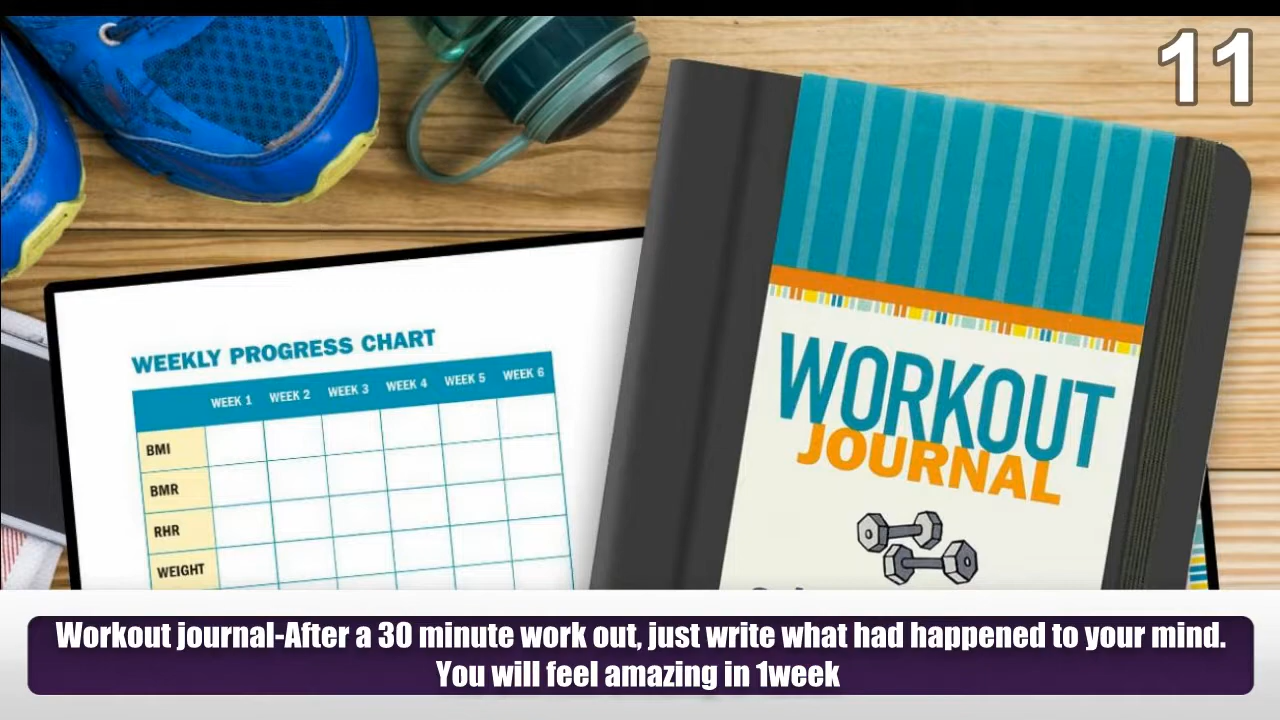 11
WEEKLY PROGRESS CHART
WEEK 1 WEEK 2 WEEK 3 WEEK 4 WEEK 5 WEEK 6
BMI
BMR
RHR
WEIGHT
WORKOUT
JOURNAL
Workout journal-After a 30 minute work out, just write what had happened to your mind.
You will feel amazing in 1week